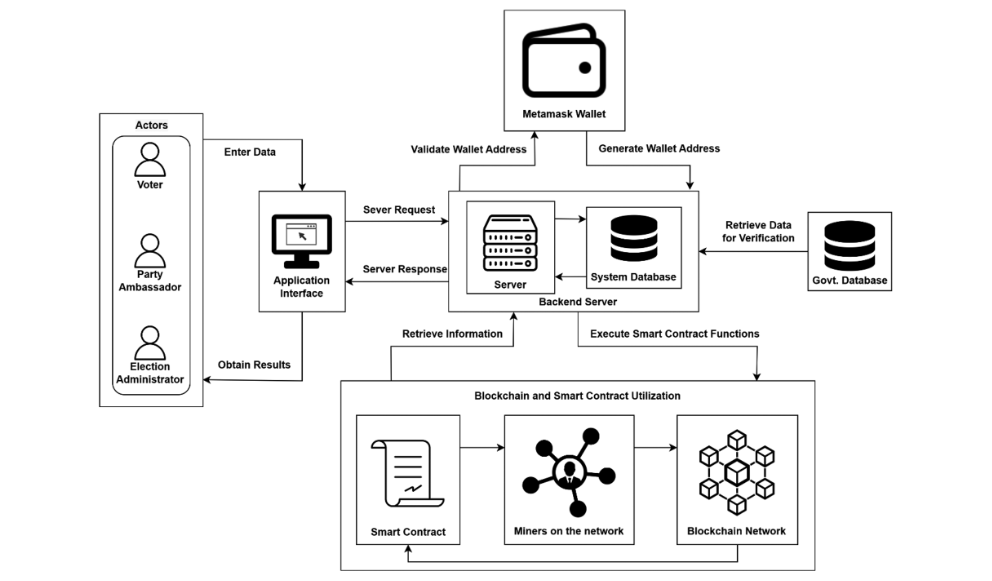 Metamask Wallet
Actors
Validate Wallet Address
Generate Wallet Address
Enter Data
Voter
Sever Request
Retrieve Data
for Verification
Party
Ambassador
Application
Interface
Server Response
Server
System Database
Govt. Database
Backend Server
Retrieve Information
Execute Smart Contract Functions
Election
Administrator
Obtain Results
Blockchain and Smart Contract Utilization
Smart Contract
Miners on the network
Blockchain Network